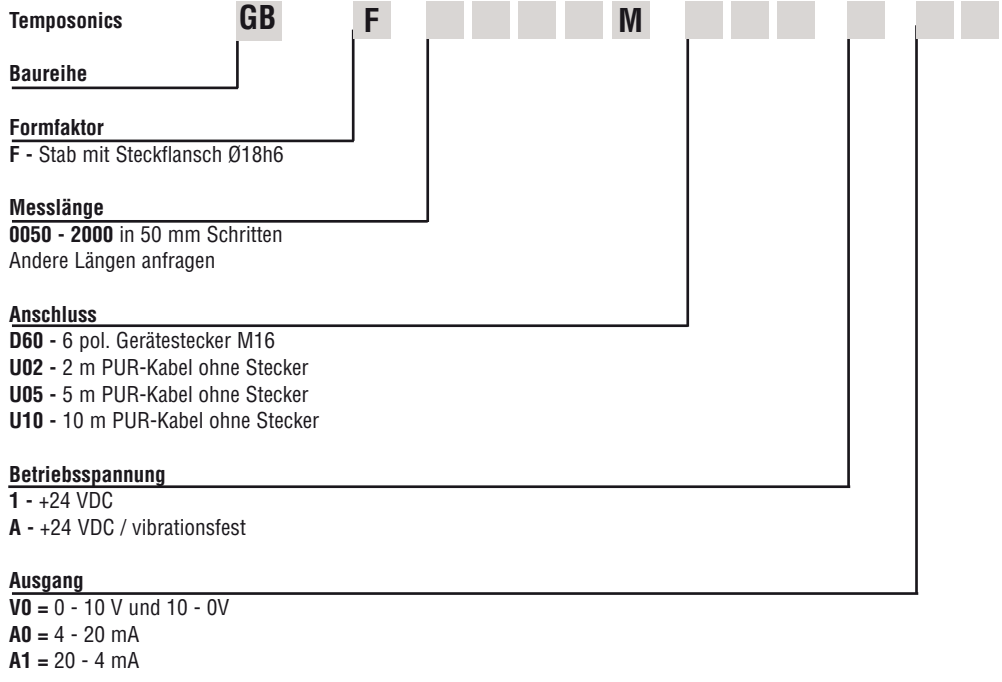 Temposonics GB F M
Baureihe
Formfaktor
F - Stab mit Steckflansch Ø18h6
Messlänge
0050 - 2000 in 50 mm Schritten
Andere Längen anfragen
Anschluss
D60 - 6 pol. Gerätestecker M16
U02 - 2 m PUR-Kabel ohne Stecker
U05 - 5 m PUR-Kabel ohne Stecker
U10 - 10 m PUR-Kabel ohne Stecker
Betriebsspannung
1 - +24 VDC
A - +24 VDC / vibrationsfest
Ausgang
V0 = 0 - 10 V und 10 - 0V
A0 = 4 - 20 mA
A1 = 20 - 4 mA